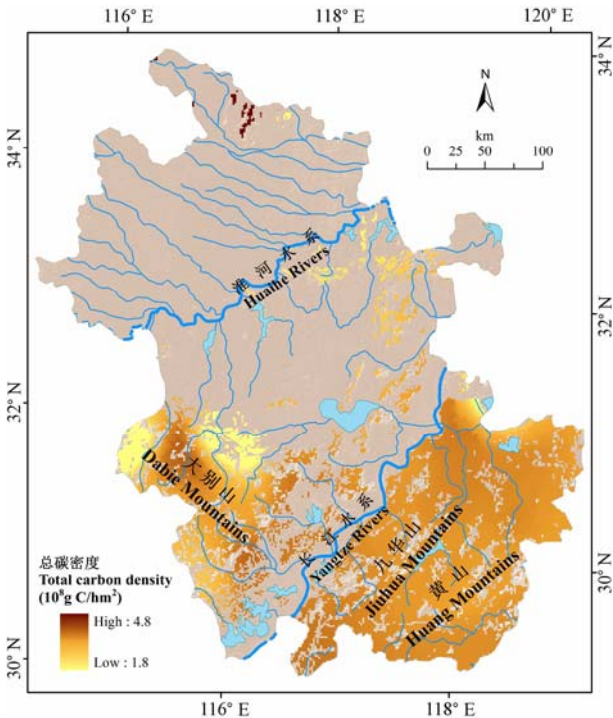 116° E
118° E
120° E
34° N
34° N
N
km
0 25 50 100
淮河水系
Huaihe Rivers
32° N
32° N
大别山
Dabie Mountains
长江水系
Yangtze Rivers
九华山
Jiuhua Mountains
黄山
Huang Mountains
30° N
30° N
总碳密度
Total carbon density
(10⁸g C/hm²)
High : 4.8
Low : 1.8
116° E
118° E